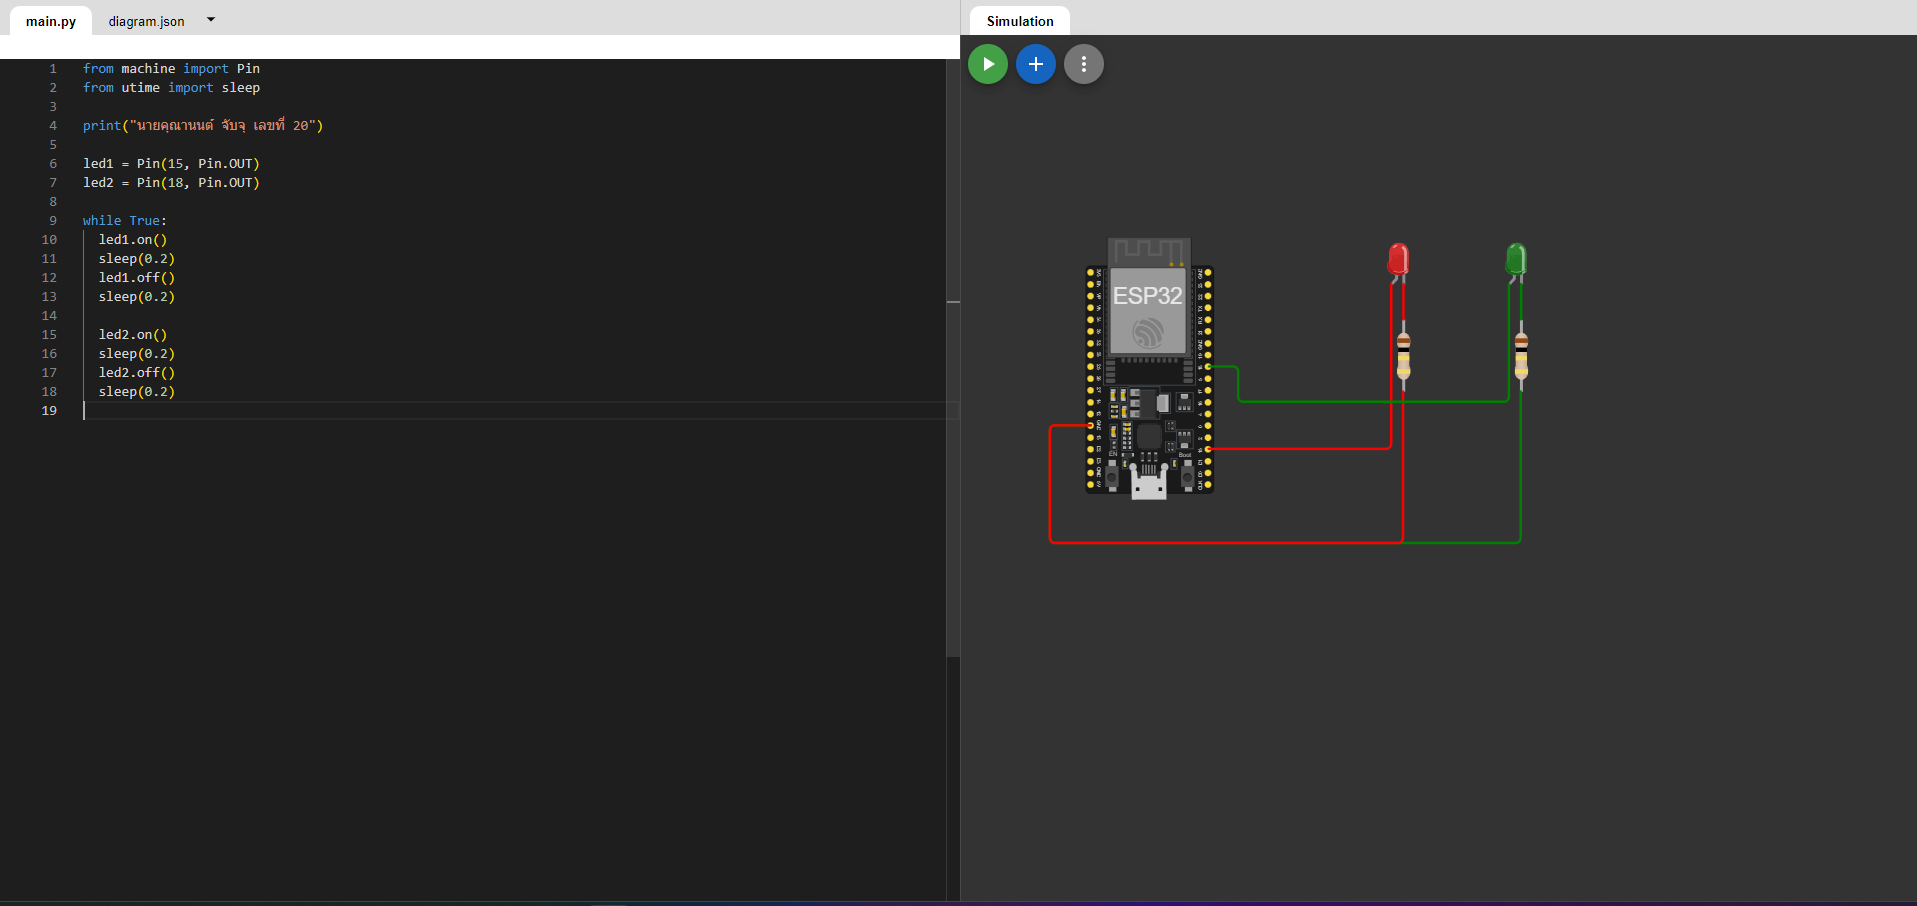 main.py
diagram.json
Simulation
1 from machine import Pin
2 from utime import sleep
3
4 print("นายคุณานนต์ จับจุ เลขที่ 20")
5
6 led1 = Pin(15, Pin.OUT)
7 led2 = Pin(18, Pin.OUT)
8
9 while True:
10 led1.on()
11 sleep(0.2)
12 led1.off()
13 sleep(0.2)
14
15 led2.on()
16 sleep(0.2)
17 led2.off()
18 sleep(0.2)
19
ESP32
EN
Boot